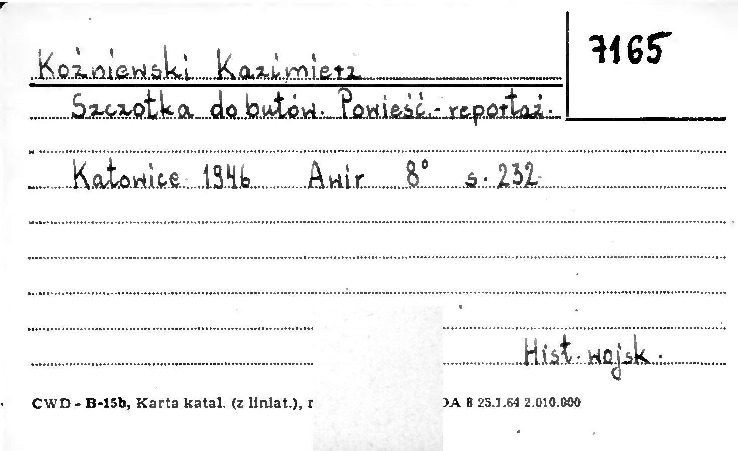 7165
Koźniewski Kazimierz
Szczotka do butów. Powieść-reportaż.
Katowice 1946 Awir 8° s. 232
Hist. wojsk.
CWD - B-15b, Karta katal. (z liniat.), DA 8 25.1.64 2.010.000